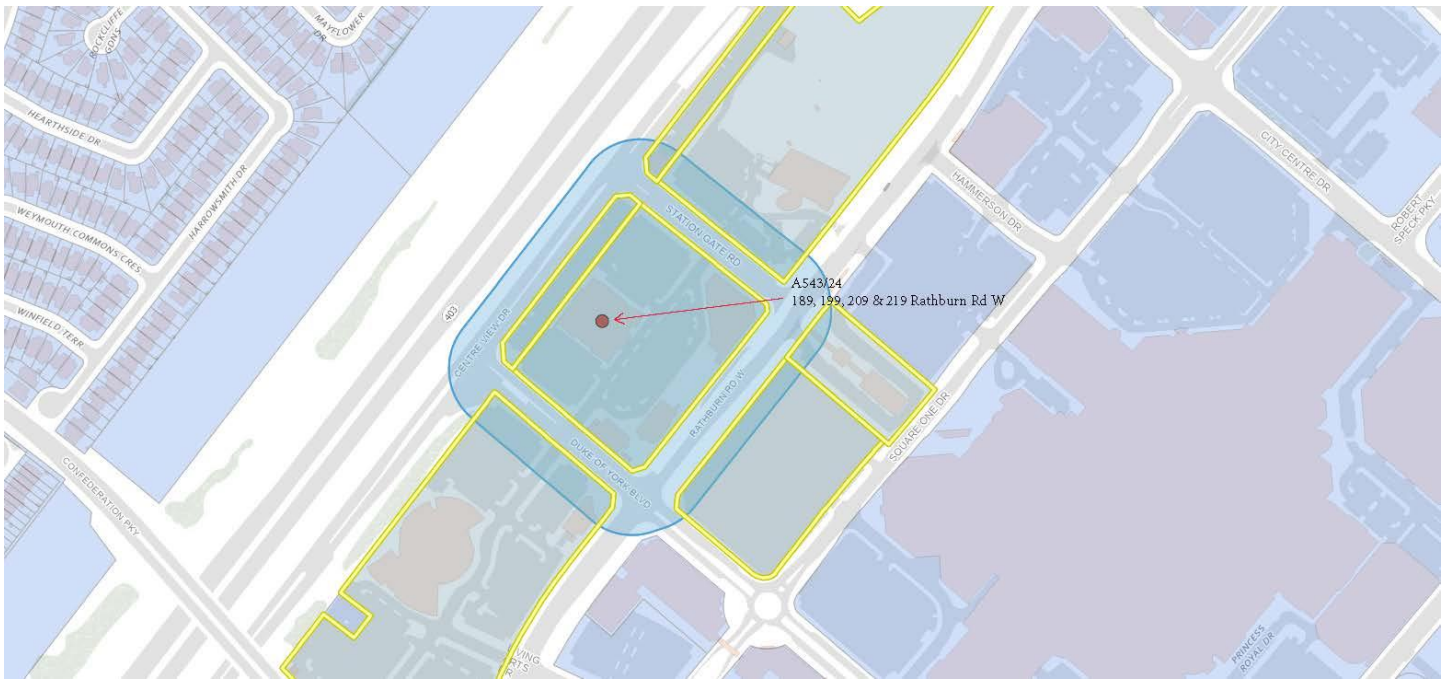 ROCKCLIFFE
GDNS
MAYFLOWER
DR
HEARTHSIDE DR
HARROWSMITH DR
WEYMOUTH COMMONS CRES
WINFIELD TERR
403
CENTRE VIEW DR
STATION GATE RD
A543/24
189, 199, 209 & 219 Rathburn Rd W
RATHBURN RD W
DUKE OF YORK BLVD
CONFEDERATION PKY
HAMMERSON DR
CITY CENTRE DR
ROBERT
SPECK PKY
SQUARE ONE DR
PRINCESS
ROYAL DR